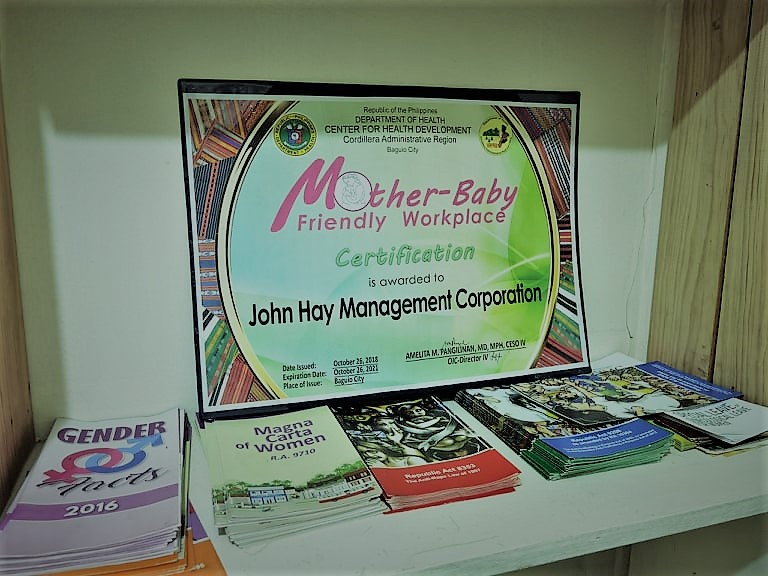 Republic of the Philippines
DEPARTMENT OF HEALTH
CENTER FOR HEALTH DEVELOPMENT
Cordillera Administrative Region
Baguio City
Mother-Baby
Friendly Workplace
Certification
is awarded to
John Hay Management Corporation
Date Issued: October 26, 2018
Expiration Date: October 26, 2021
Place of Issue: Baguio City
AMELITA M. PANGILINAN, MD, MPH, CESO IV
OIC-Director IV
GENDER
Facts
2016
Magna
Carta
of Women
R.A. 9710
Republic Act 8353
The Anti-Rape Law of 1997
Republic Act